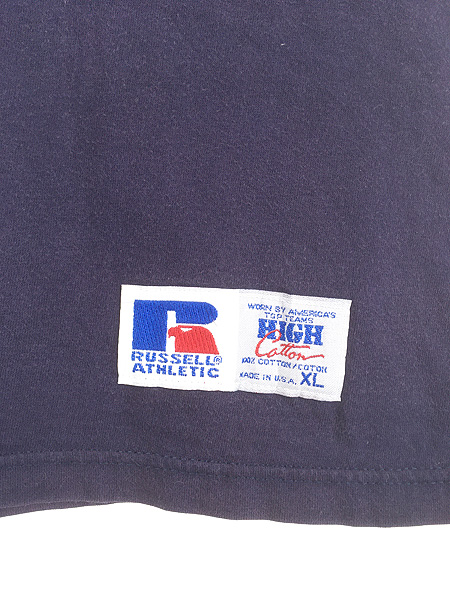 RUSSELL®
ATHLETIC
WORN BY AMERICA'S
TOP TEAMS
HIGH
Cotton
100% COTTON/COTON
MADE IN U.S.A. XL